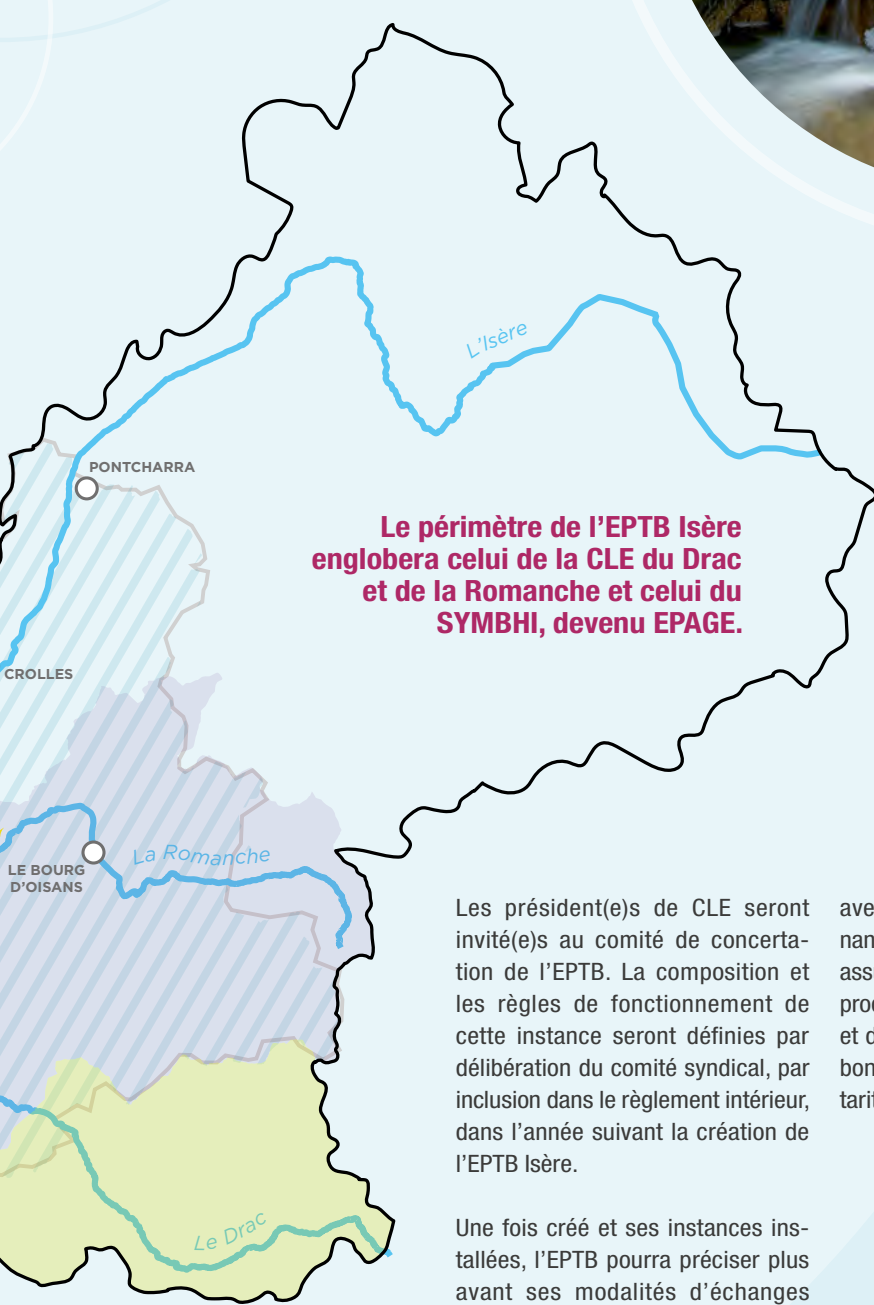 L'Isère
PONTCHARRA
Le périmètre de l'EPTB Isère
englobera celui de la CLE du Drac
et de la Romanche et celui du
SYMBHI, devenu EPAGE.
CROLLES
La Romanche
LE BOURG
D'OISANS
Le Drac
Les président(e)s de CLE seront
invité(e)s au comité de concerta-
tion de l'EPTB. La composition et
les règles de fonctionnement de
cette instance seront définies par
délibération du comité syndical, par
inclusion dans le règlement intérieur,
dans l'année suivant la création de
l'EPTB Isère.
Une fois créé et ses instances ins-
tallées, l'EPTB pourra préciser plus
avant ses modalités d'échanges
ave
nan
ass
proc
et d
bon
tarit